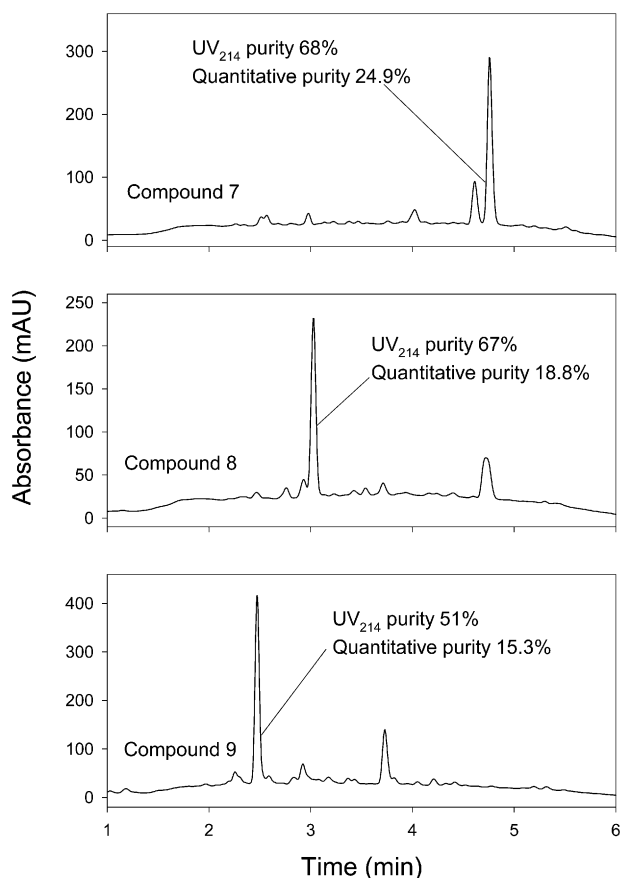 UV214 purity 68%
Quantitative purity 24.9%
300
200
100
0
Compound 7
Absorbance (mAU)
250
200
150
100
50
0
UV214 purity 67%
Quantitative purity 18.8%
Compound 8
400
300
200
100
0
UV214 purity 51%
Quantitative purity 15.3%
Compound 9
1 2 3 4 5 6
Time (min)